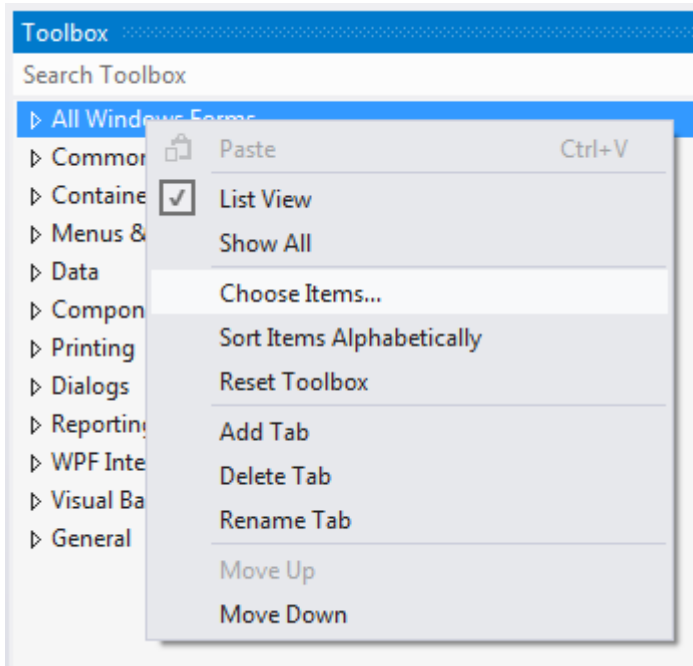 Toolbox
Search Toolbox
All Windows Forms
Common
Containe
Menus &
Data
Compon
Printing
Dialogs
Reporting
WPF Inte
Visual Ba
General
Paste Ctrl+V
List View
Show All
Choose Items...
Sort Items Alphabetically
Reset Toolbox
Add Tab
Delete Tab
Rename Tab
Move Up
Move Down